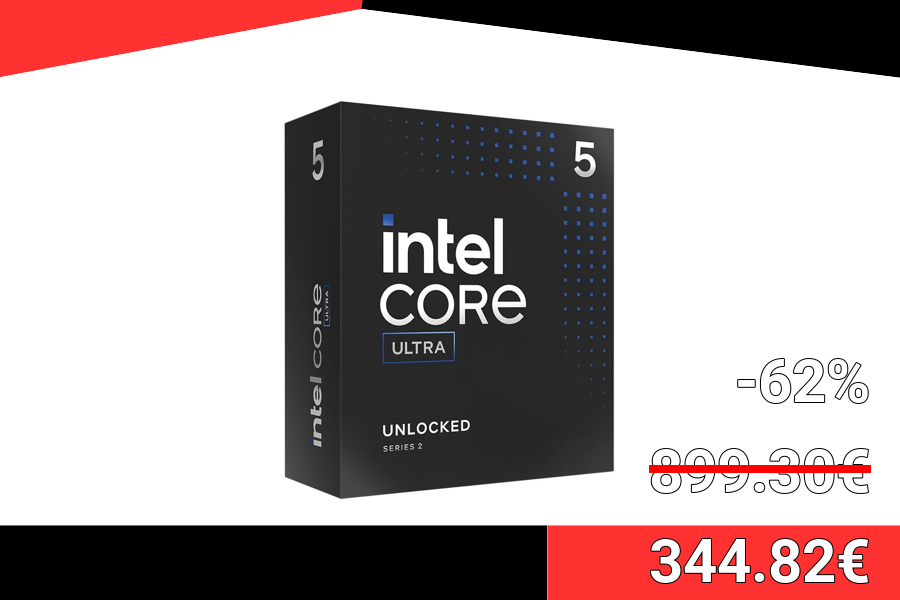 5
5
intel
CORE
ULTRA
UNLOCKED
SERIES 2
intel CORE ULTRA
-62%
899.30€
344.82€